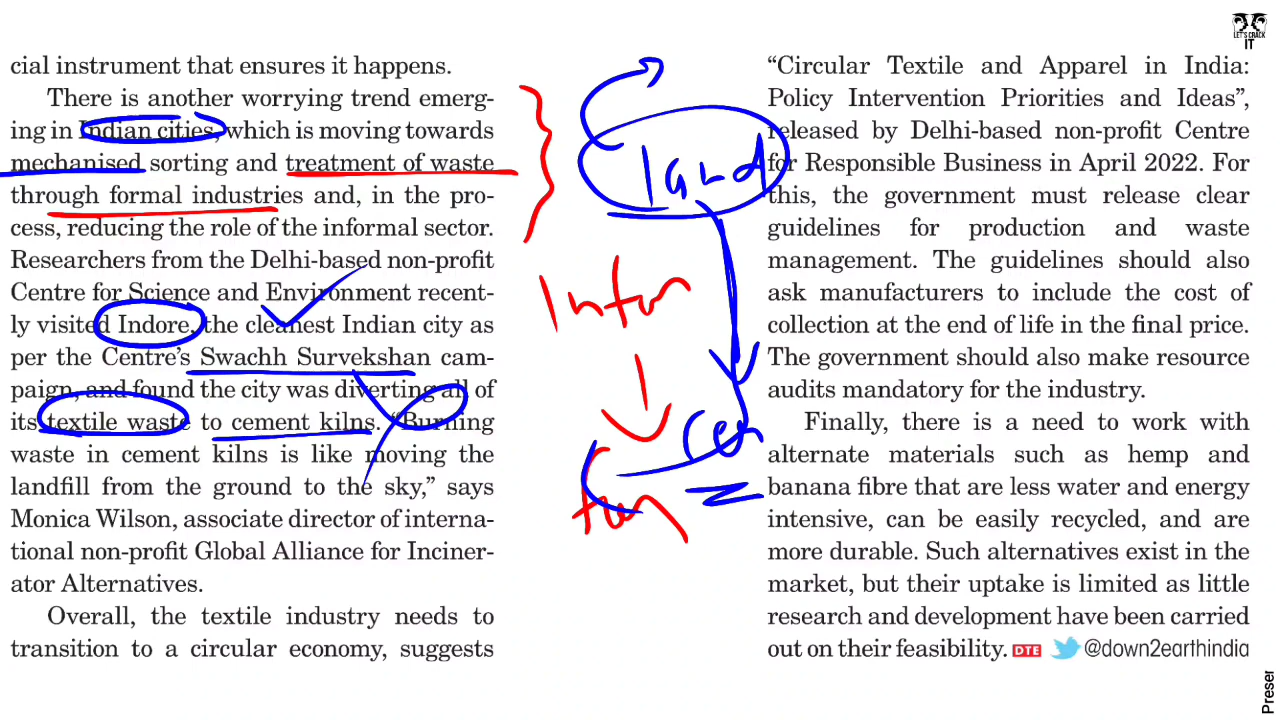 LET'S CRACK
IT
cial instrument that ensures it happens.
There is another worrying trend emerg-
ing in Indian cities, which is moving towards
mechanised sorting and treatment of waste
through formal industries and, in the pro-
cess, reducing the role of the informal sector.
Researchers from the Delhi-based non-profit
Centre for Science and Environment recent-
ly visited Indore, the cleanest Indian city as
per the Centre's Swachh Survekshan cam-
paign, and found the city was diverting all of
its textile waste to cement kilns. "Burning
waste in cement kilns is like moving the
landfill from the ground to the sky," says
Monica Wilson, associate director of interna-
tional non-profit Global Alliance for Inciner-
ator Alternatives.
Overall, the textile industry needs to
transition to a circular economy, suggests
land
"Circular Textile and Apparel in India:
Policy Intervention Priorities and Ideas",
released by Delhi-based non-profit Centre
for Responsible Business in April 2022. For
this, the government must release clear
guidelines for production and waste
management. The guidelines should also
ask manufacturers to include the cost of
collection at the end of life in the final price.
The government should also make resource
audits mandatory for the industry.
Finally, there is a need to work with
alternate materials such as hemp and
banana fibre that are less water and energy
intensive, can be easily recycled, and are
more durable. Such alternatives exist in the
market, but their uptake is limited as little
research and development have been carried
out on their feasibility. DTE @down2earthindia
Preser